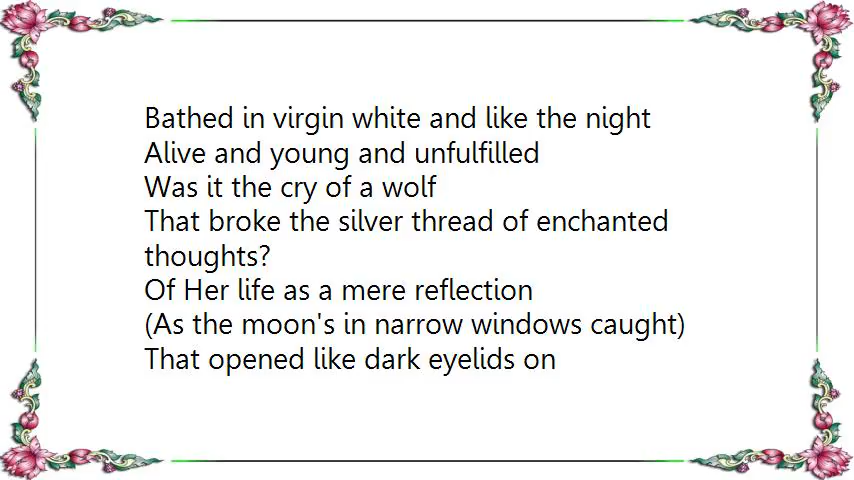 Bathed in virgin white and like the night
Alive and young and unfulfilled
Was it the cry of a wolf
That broke the silver thread of enchanted
thoughts?
Of Her life as a mere reflection
(As the moon's in narrow windows caught)
That opened like dark eyelids on